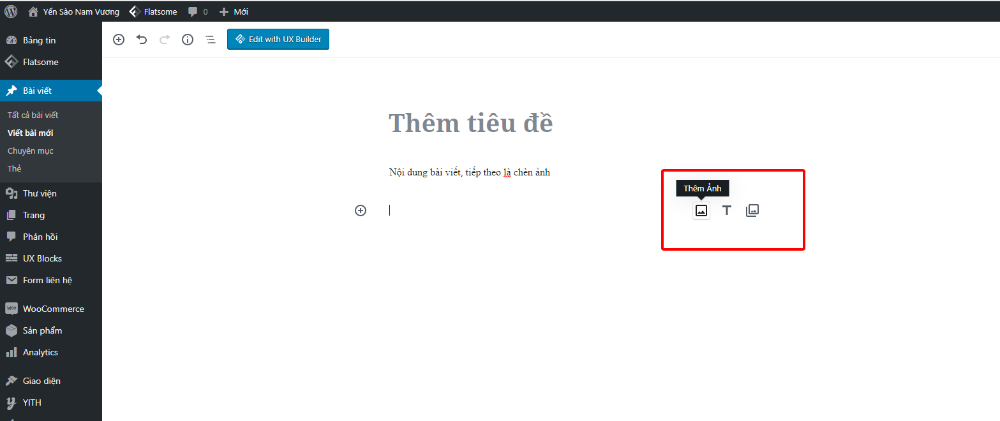 Yến Sào Nam Vương Flatsome 0 Mới
Bảng tin
Flatsome
Bài viết
Tất cả bài viết
Viết bài mới
Chuyên mục
Thẻ
Thư viện
Trang
Phản hồi
UX Blocks
Form liên hệ
WooCommerce
Sản phẩm
Analytics
Giao diện
YITH
Edit with UX Builder
Thêm tiêu đề
Nội dung bài viết, tiếp theo là chèn ảnh
Thêm Ảnh